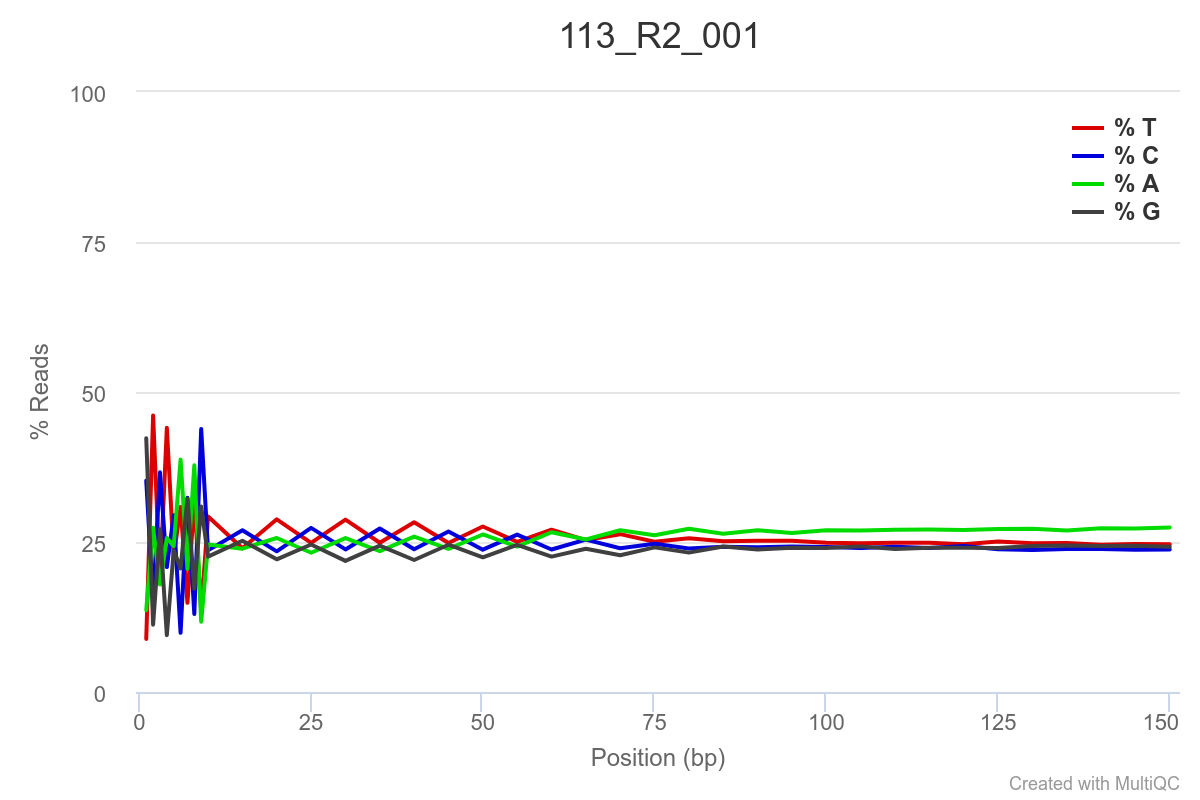 113_R2_001
100
75
50
25
0
% Reads
% T
% C
% A
% G
0 25 50 75 100 125 150
Position (bp)
Created with MultiQC